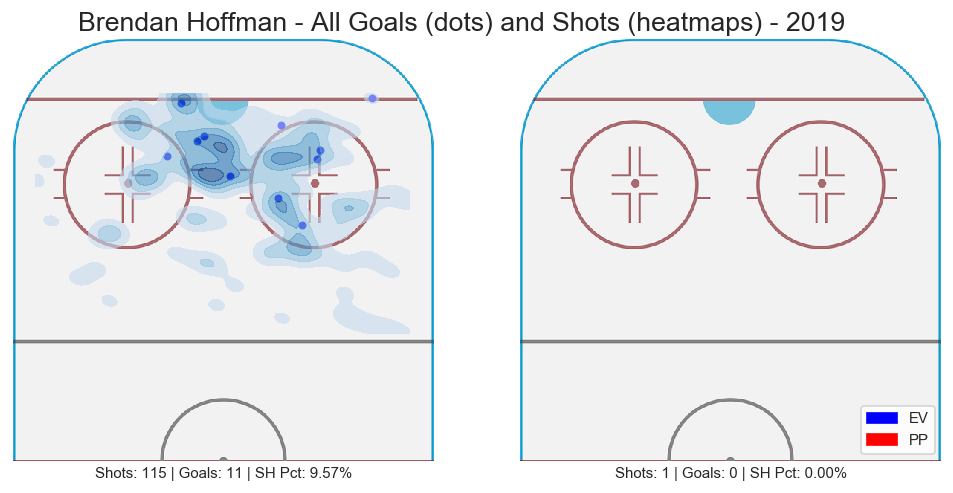 Brendan Hoffman - All Goals (dots) and Shots (heatmaps) - 2019
EV
PP
Shots: 115 | Goals: 11 | SH Pct: 9.57%
Shots: 1 | Goals: 0 | SH Pct: 0.00%